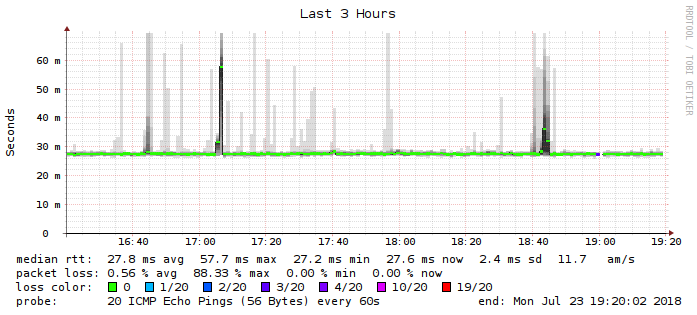 Last 3 Hours
RRDTOOL / TOBI OETIKER
Seconds
60 m
50 m
40 m
30 m
20 m
10 m
0
16:40 17:00 17:20 17:40 18:00 18:20 18:40 19:00 19:20
median rtt: 27.8 ms avg 57.7 ms max 27.2 ms min 27.6 ms now 2.4 ms sd 11.7 am/s
packet loss: 0.56 % avg 88.33 % max 0.00 % min 0.00 % now
loss color: 0 1/20 2/20 3/20 4/20 10/20 19/20
probe: 20 ICMP Echo Pings (56 Bytes) every 60s end: Mon Jul 23 19:20:02 2018